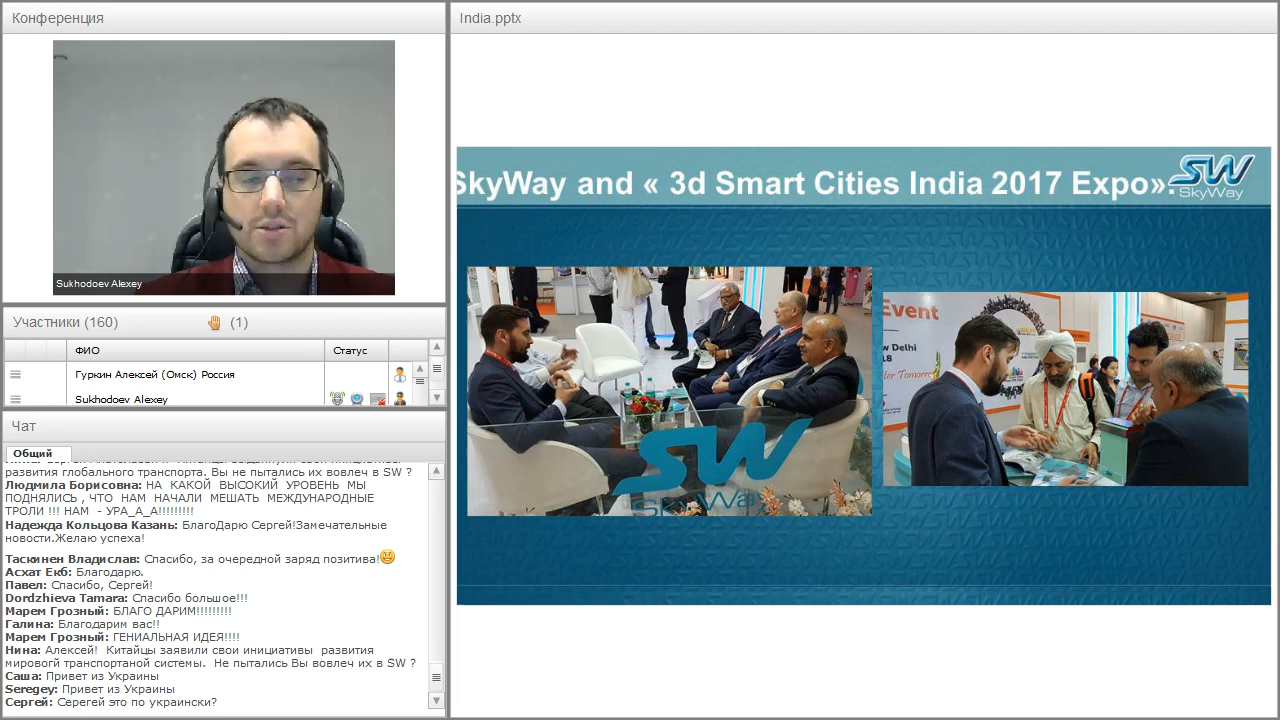 Конференция
Sukhodoev Alexey
Участники (160)
(1)
ФИО
Статус
Гуркин Алексей (Омск) Россия
Sukhodoev Alexey
Чат
Общий
развития глобального транспорта. Вы не пытались их вовлеч в SW ?
Людмила Борисовна: НА КАКОЙ ВЫСОКИЙ УРОВЕНЬ МЫ
ПОДНЯЛИСЬ , ЧТО НАМ НАЧАЛИ МЕШАТЬ МЕЖДУНАРОДНЫЕ
ТРОЛИ !!! НАМ - УРА_А_А!!!!!!!!!
Надежда Кольцова Казань: БлагоДарю Сергей!Замечательные
новости.Желаю успеха!
Таскинен Владислав: Спасибо, за очередной заряд позитива!
Асхат Екб: Благодарю.
Павел: Спасибо, Сергей!
Dordzhieva Tamara: Спасибо большое!!!
Марем Грозный: БЛАГО ДАРИМ!!!!!!!!!
Галина: Благодарим вас!!
Марем Грозный: ГЕНИАЛЬНАЯ ИДЕЯ!!!!
Нина: Алексей! Китайцы заявили свои инициативы развития
мировогй транспортаной системы. Не пытались Вы вовлеч их в SW ?
Саша: Привет из Украины
Seregey: Привет из Украины
Сергей: Серегей это по украински?
India.pptx
SkyWay and « 3d Smart Cities India 2017 Expo».
SW
SkyWay
SW
SkyWay
Event
w Delhi
18
ter Tomorrow